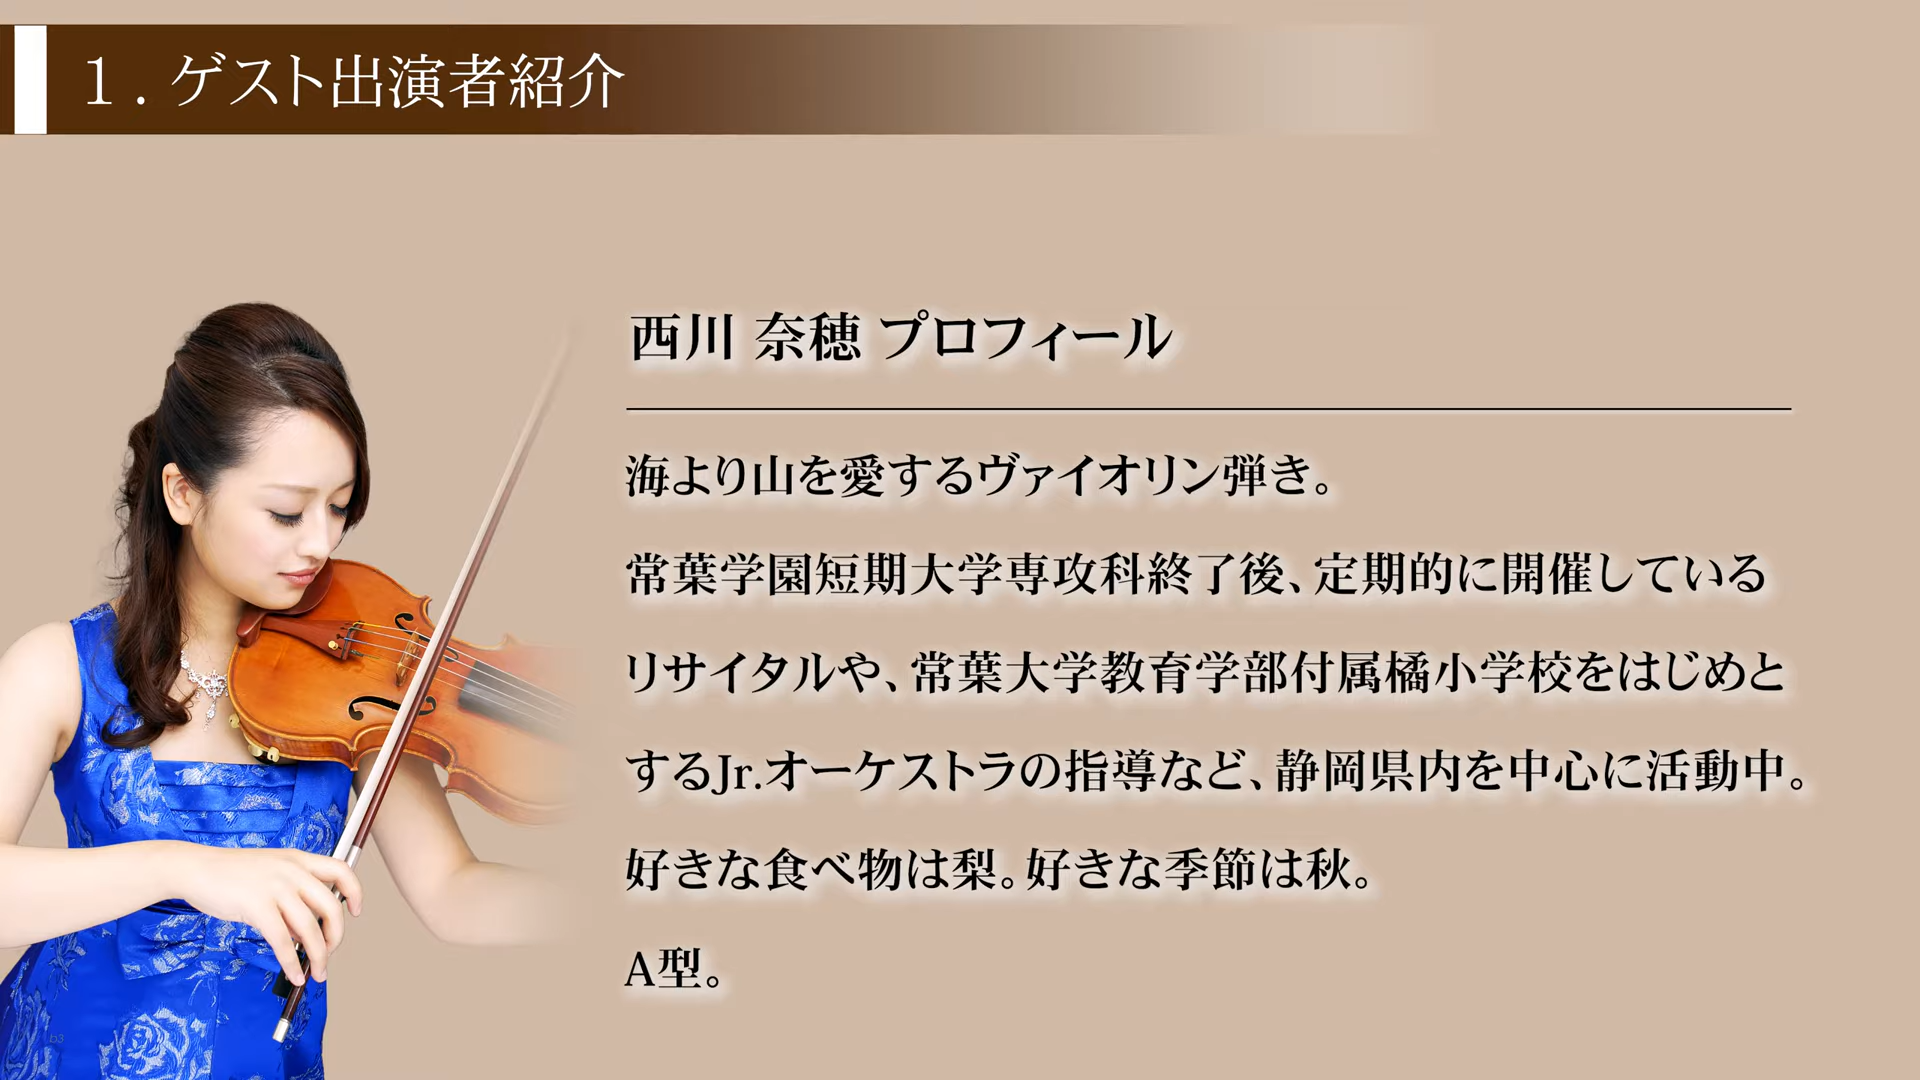 １．ゲスト出演者紹介
西川 奈穂 プロフィール
海より山を愛するヴァイオリン弾き。
常葉学園短期大学専攻科終了後、定期的に開催している
リサイタルや、常葉大学教育学部付属橘小学校をはじめと
するJr.オーケストラの指導など、静岡県内を中心に活動中。
好きな食べ物は梨。好きな季節は秋。
A型。
b3